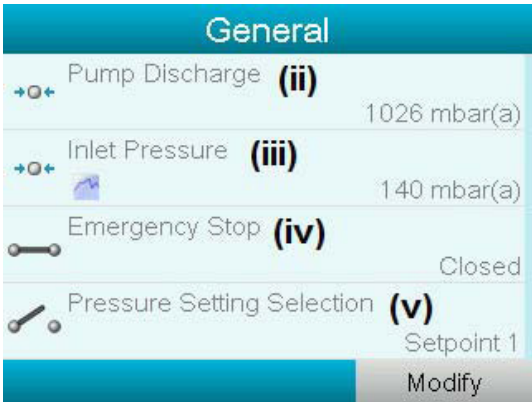 General
Pump Discharge (ii)
1026 mbar(a)
Inlet Pressure (iii)
140 mbar(a)
Emergency Stop (iv)
Closed
Pressure Setting Selection (v)
Setpoint 1
Modify